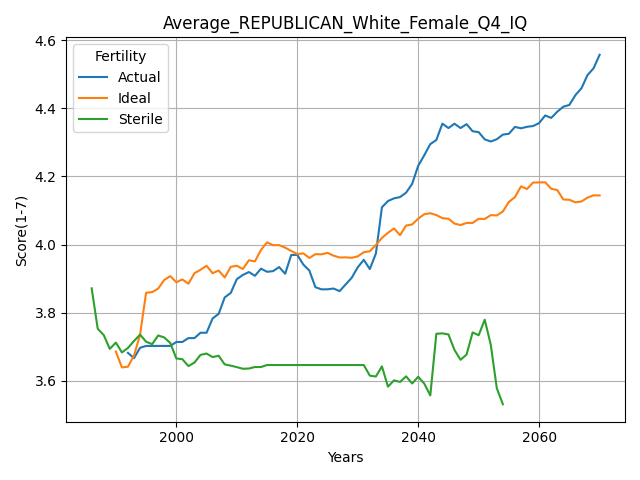 Average_REPUBLICAN_White_Female_Q4_IQ
Fertility
Actual
Ideal
Sterile
Score(1-7)
4.6
4.4
4.2
4.0
3.8
3.6
2000
2020
2040
2060
Years